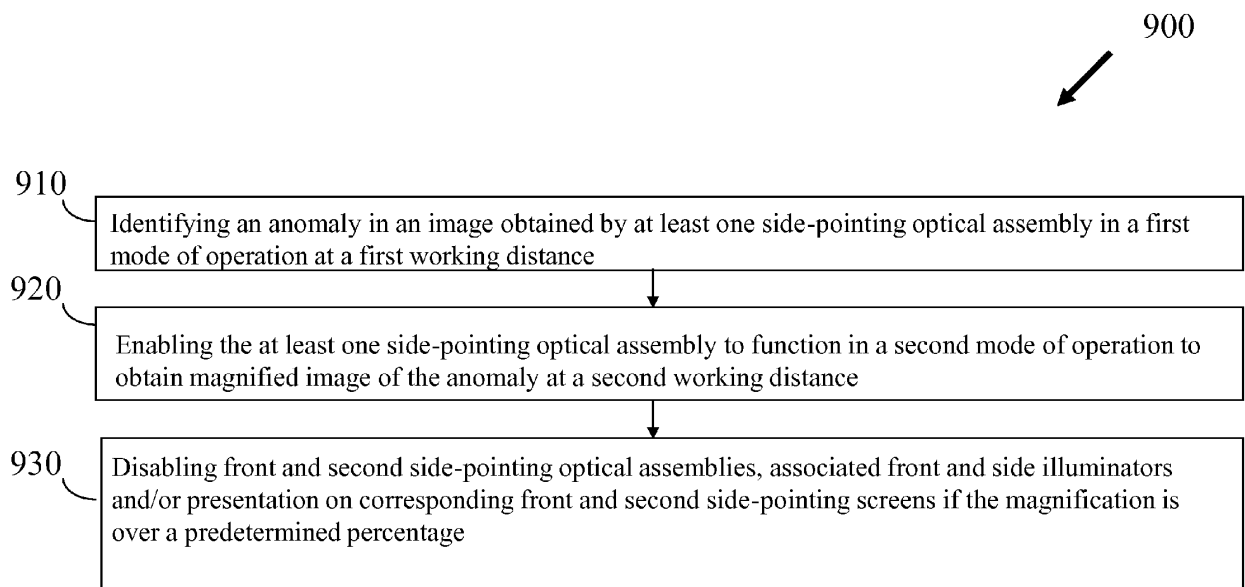 900
910
Identifying an anomaly in an image obtained by at least one side-pointing optical assembly in a first
mode of operation at a first working distance
920
Enabling the at least one side-pointing optical assembly to function in a second mode of operation to
obtain magnified image of the anomaly at a second working distance
930
Disabling front and second side-pointing optical assemblies, associated front and side illuminators
and/or presentation on corresponding front and second side-pointing screens if the magnification is
over a predetermined percentage